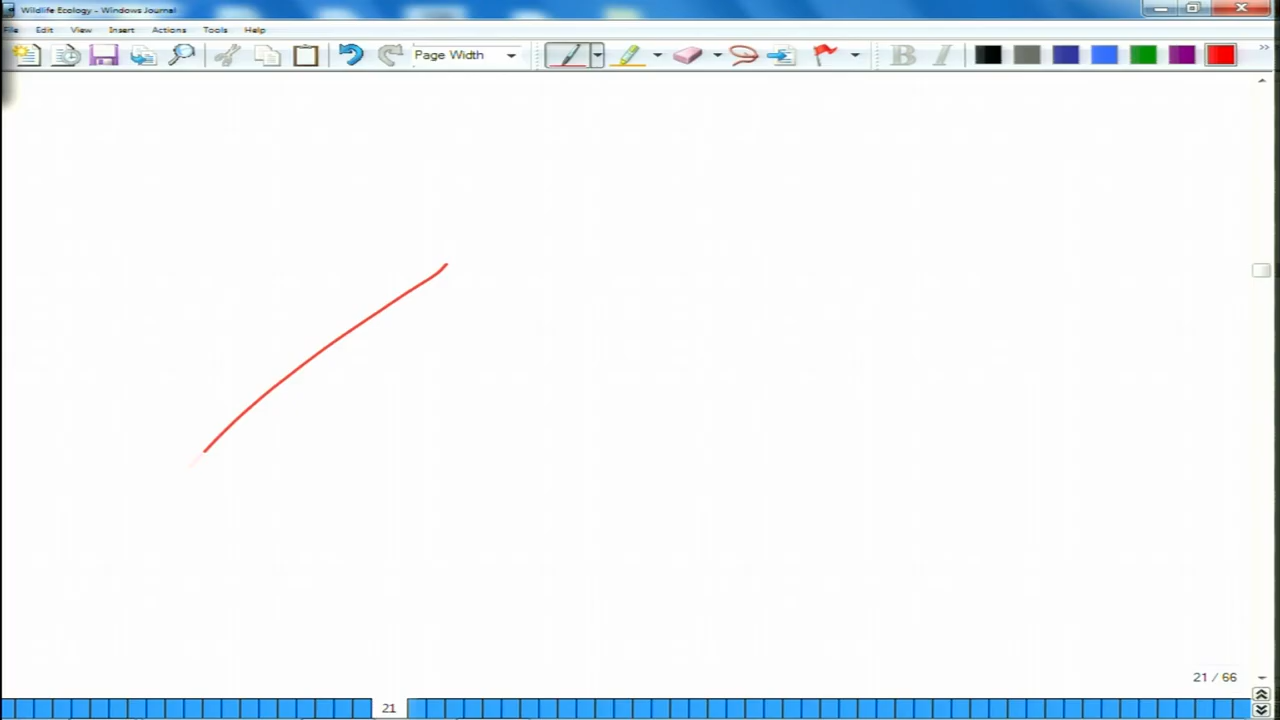 Wildlife Ecology - Windows Journal
File Edit View Insert Actions Tools Help
Page Width
B I
21 / 66
21